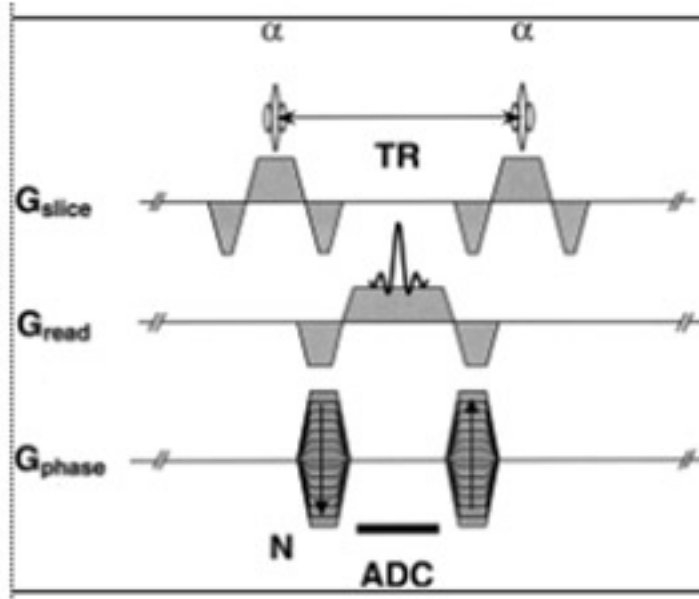 α α
TR
Gslice
Gread
Gphase
N
ADC